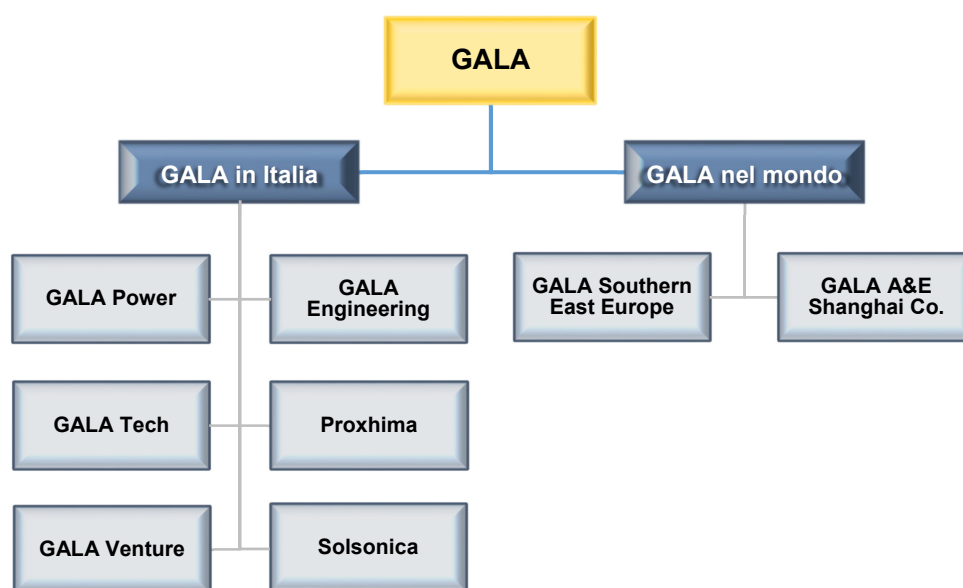 GALA
GALA in Italia
GALA nel mondo
GALA Power
GALA
Engineering
GALA Southern
East Europe
GALA A&E
Shanghai Co.
GALA Tech
Proxhima
GALA Venture
Solsonica